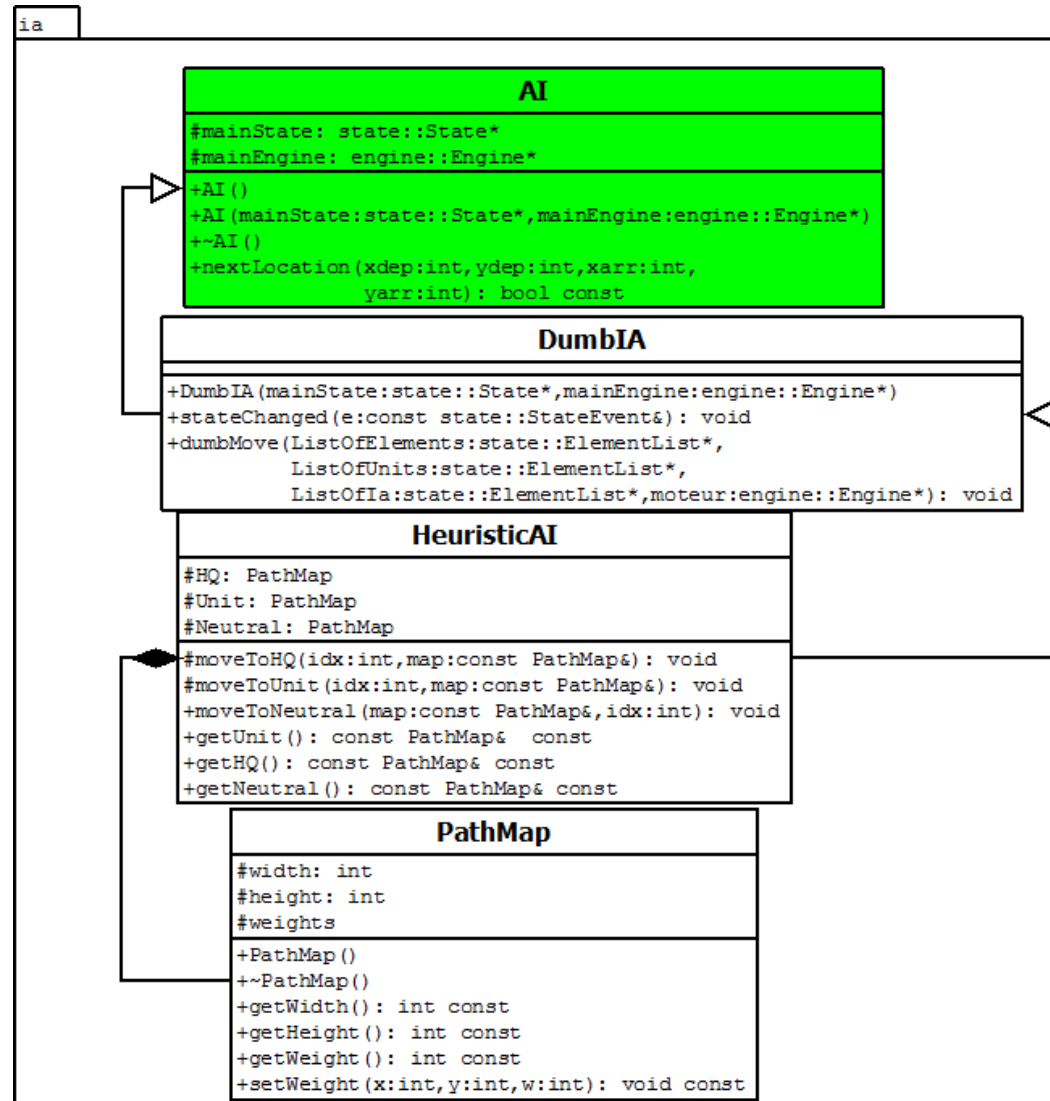 ia
AI
#mainState: state::State*
#mainEngine: engine::Engine*
+AI()
+AI(mainState:state::State*,mainEngine:engine::Engine*)
+~AI()
+nextLocation(xdep:int,ydep:int,xarr:int,
yarr:int): bool const
DumbIA
+DumbIA(mainState:state::State*,mainEngine:engine::Engine*)
+stateChanged(e:const state::StateEvent&): void
+dumbMove(ListOfElements:state::ElementList*,
ListOfUnits:state::ElementList*,
ListOfIa:state::ElementList*,moteur:engine::Engine*): void
HeuristicAI
#HQ: PathMap
#Unit: PathMap
#Neutral: PathMap
#moveToHQ(idx:int,map:const PathMap&): void
#moveToUnit(idx:int,map:const PathMap&): void
+moveToNeutral(map:const PathMap&,idx:int): void
+getUnit(): const PathMap&  const
+getHQ(): const PathMap& const
+getNeutral(): const PathMap& const
PathMap
#width: int
#height: int
#weights
+PathMap()
+~PathMap()
+getWidth(): int const
+getHeight(): int const
+getWeight(): int const
+setWeight(x:int,y:int,w:int): void const